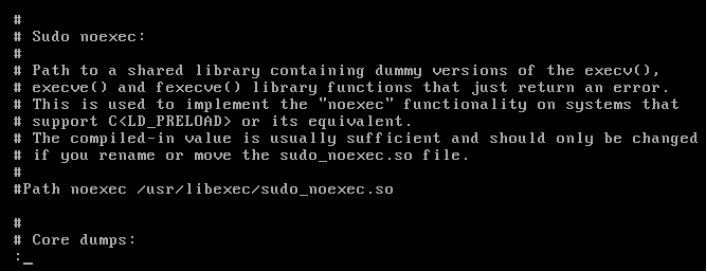 #
# Sudo noexec:
#
# Path to a shared library containing dummy versions of the execv(),
# execve() and fexecve() library functions that just return an error.
# This is used to implement the "noexec" functionality on systems that
# support C<LD_PRELOAD> or its equivalent.
# The compiled-in value is usually sufficient and should only be changed
# if you rename or move the sudo_noexec.so file.
#
#Path noexec /usr/libexec/sudo_noexec.so

#
# Core dumps:
:_